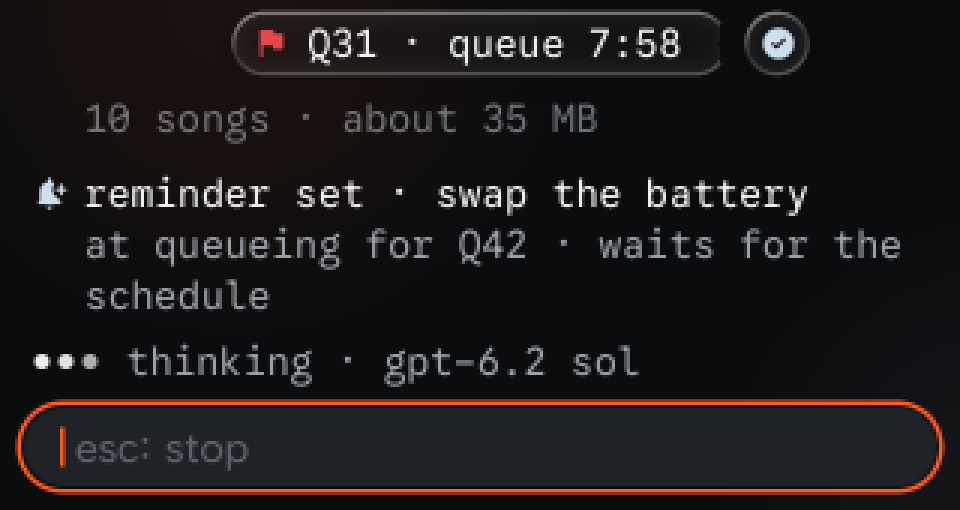 Q31 · queue 7:58
10 songs · about 35 MB
reminder set · swap the battery
at queueing for Q42 · waits for the
schedule
thinking · gpt-6.2 sol
esc: stop